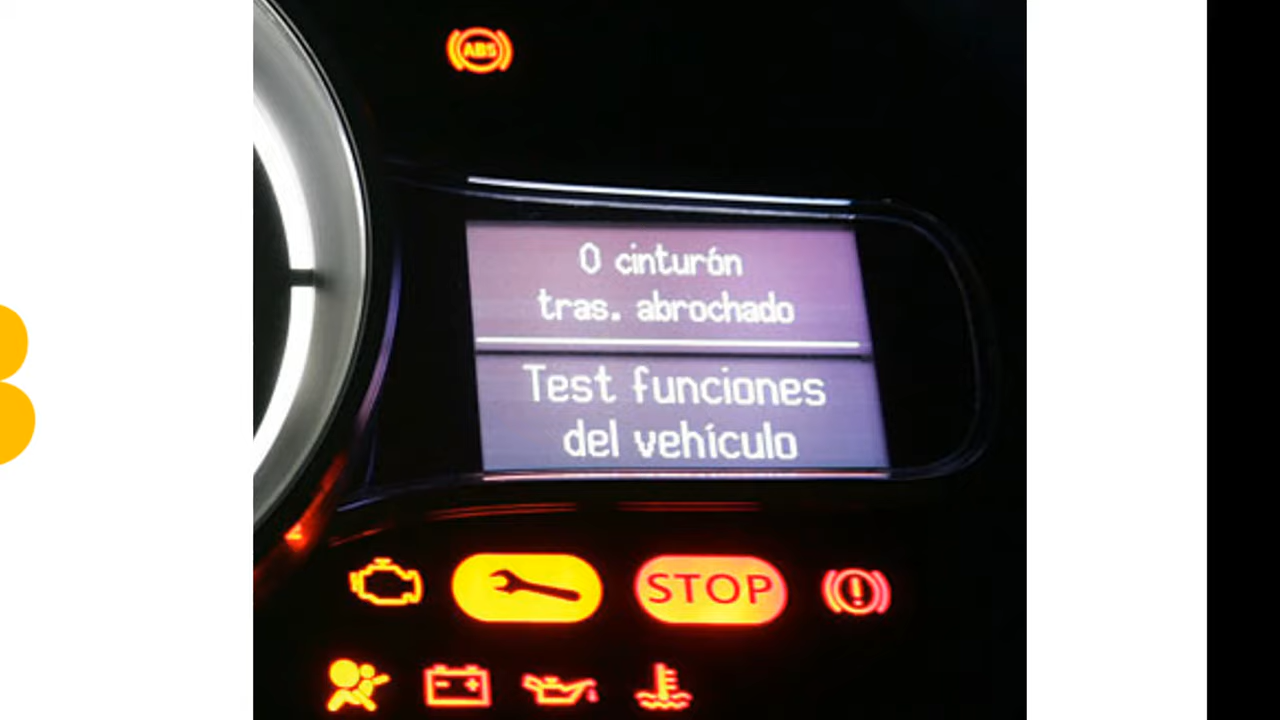 ABS
0 cinturón
tras. abrochado
Test funciones
del vehículo
STOP